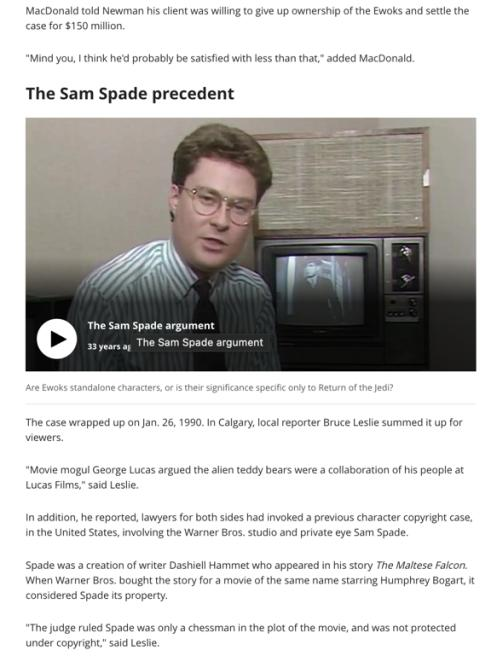 MacDonald told Newman his client was willing to give up ownership of the Ewoks and settle the
case for $150 million.
"Mind you, I think he'd probably be satisfied with less than that," added MacDonald.
The Sam Spade precedent
The Sam Spade argument
33 years ag
The Sam Spade argument
Are Ewoks standalone characters, or is their significance specific only to Return of the Jedi?
The case wrapped up on Jan. 26, 1990. In Calgary, local reporter Bruce Leslie summed it up for
viewers.
"Movie mogul George Lucas argued the alien teddy bears were a collaboration of his people at
Lucas Films," said Leslie.
In addition, he reported, lawyers for both sides had invoked a previous character copyright case,
in the United States, involving the Warner Bros. studio and private eye Sam Spade.
Spade was a creation of writer Dashiell Hammet who appeared in his story The Maltese Falcon.
When Warner Bros. bought the story for a movie of the same name starring Humphrey Bogart, it
considered Spade its property.
"The judge ruled Spade was only a chessman in the plot of the movie, and was not protected
under copyright," said Leslie.